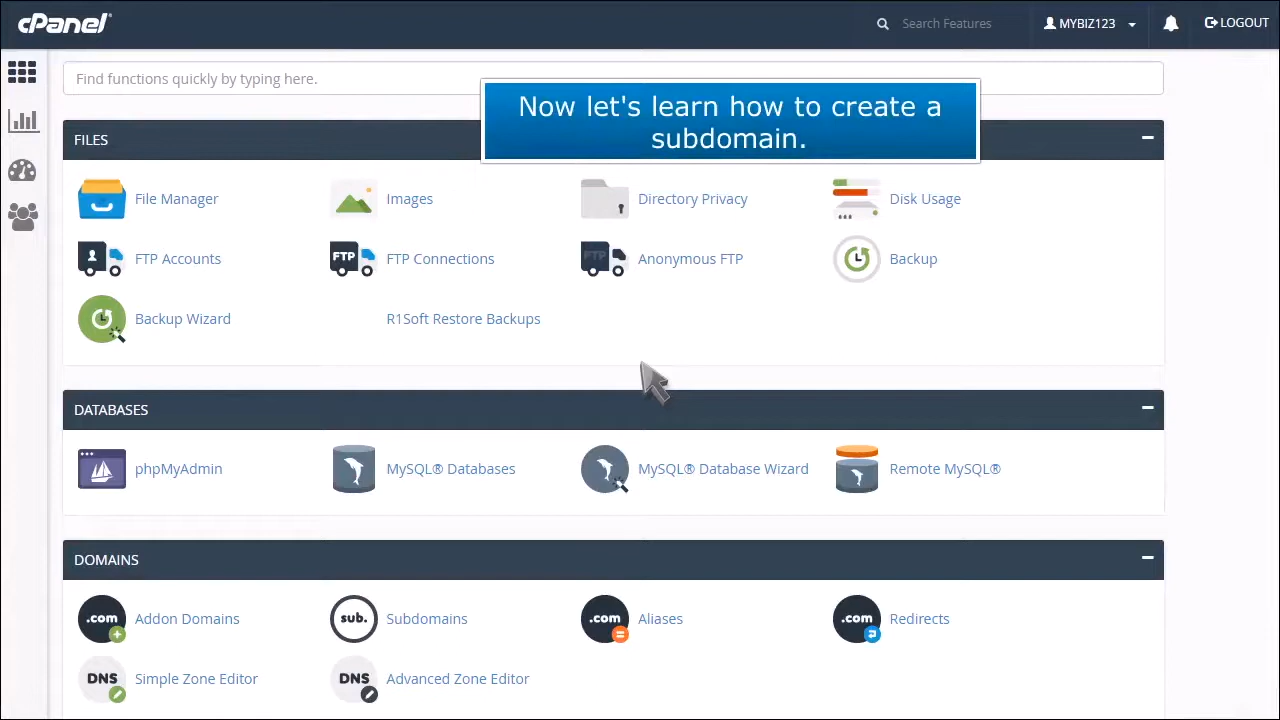 cPanel
Search Features
MYBIZ123
LOGOUT
Find functions quickly by typing here.
Now let's learn how to create a
subdomain.
FILES
File Manager
Images
Directory Privacy
Disk Usage
FTP Accounts
FTP
FTP Connections
FTP
Anonymous FTP
Backup
Backup Wizard
R1Soft Restore Backups
DATABASES
phpMyAdmin
MySQL® Databases
MySQL® Database Wizard
Remote MySQL®
DOMAINS
.com
Addon Domains
sub.
Subdomains
.com
Aliases
.com
Redirects
DNS
Simple Zone Editor
DNS
Advanced Zone Editor